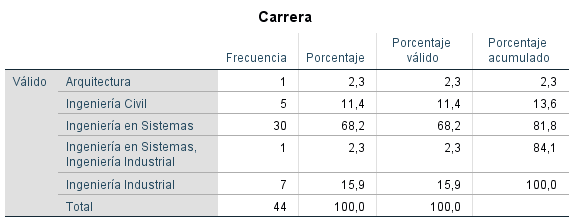 Carrera
Frecuencia Porcentaje Porcentaje válido Porcentaje acumulado
Válido Arquitectura 1 2,3 2,3 2,3
Ingeniería Civil 5 11,4 11,4 13,6
Ingeniería en Sistemas 30 68,2 68,2 81,8
Ingeniería en Sistemas, Ingeniería Industrial 1 2,3 2,3 84,1
Ingeniería Industrial 7 15,9 15,9 100,0
Total 44 100,0 100,0